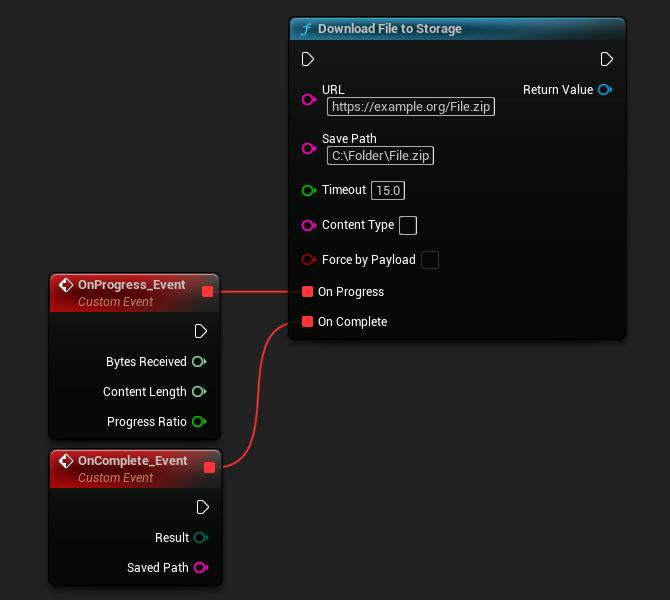 Download File to Storage
URL
https://example.org/File.zip
Return Value
Save Path
C:\Folder\File.zip
Timeout 15.0
Content Type
Force by Payload
On Progress
On Complete
OnProgress_Event
Custom Event
Bytes Received
Content Length
Progress Ratio
OnComplete_Event
Custom Event
Result
Saved Path